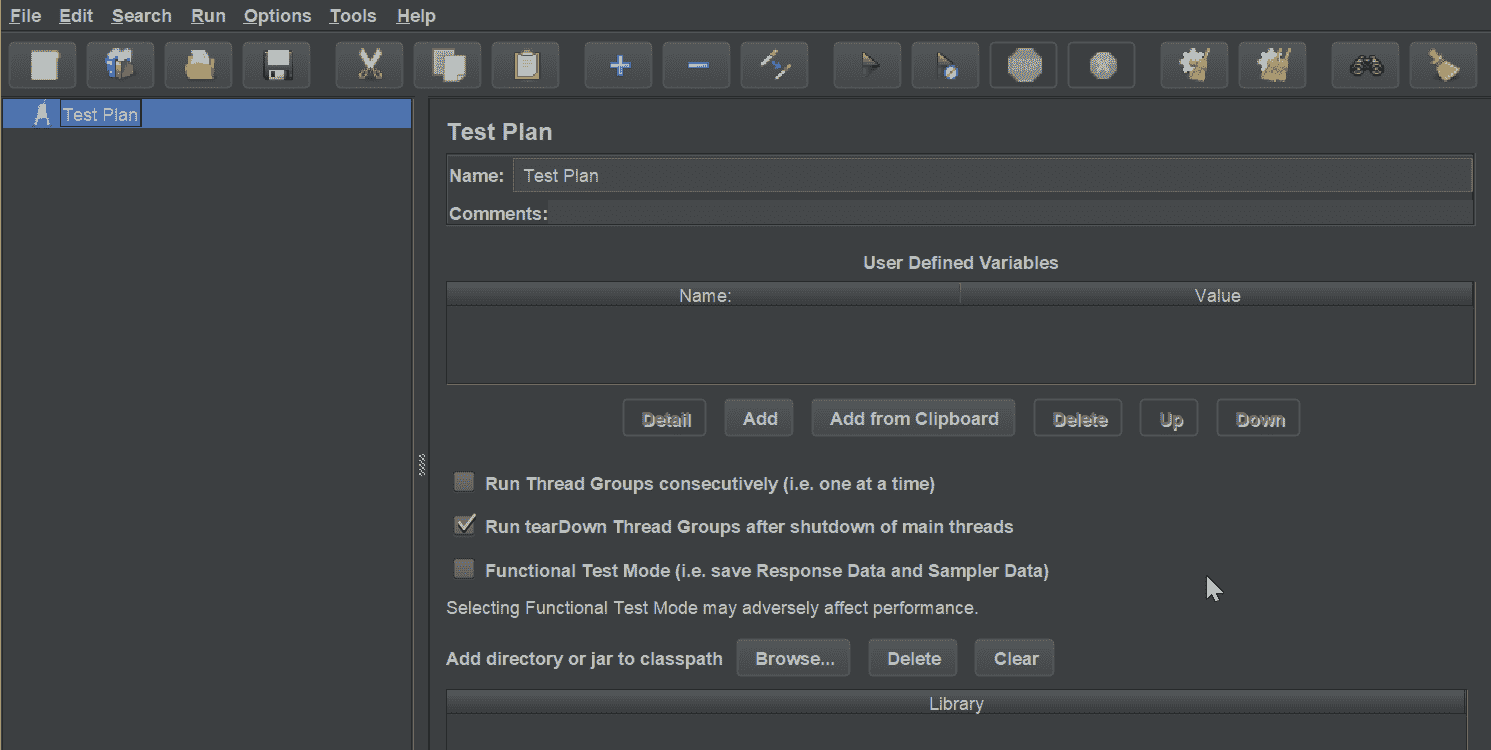 File Edit Search Run Options Tools Help
Test Plan
Test Plan
Name: Test Plan
Comments:
User Defined Variables
Name: Value
Detail Add Add from Clipboard Delete Up Down
Run Thread Groups consecutively (i.e. one at a time)
Run tearDown Thread Groups after shutdown of main threads
Functional Test Mode (i.e. save Response Data and Sampler Data)
Selecting Functional Test Mode may adversely affect performance.
Add directory or jar to classpath Browse... Delete Clear
Library